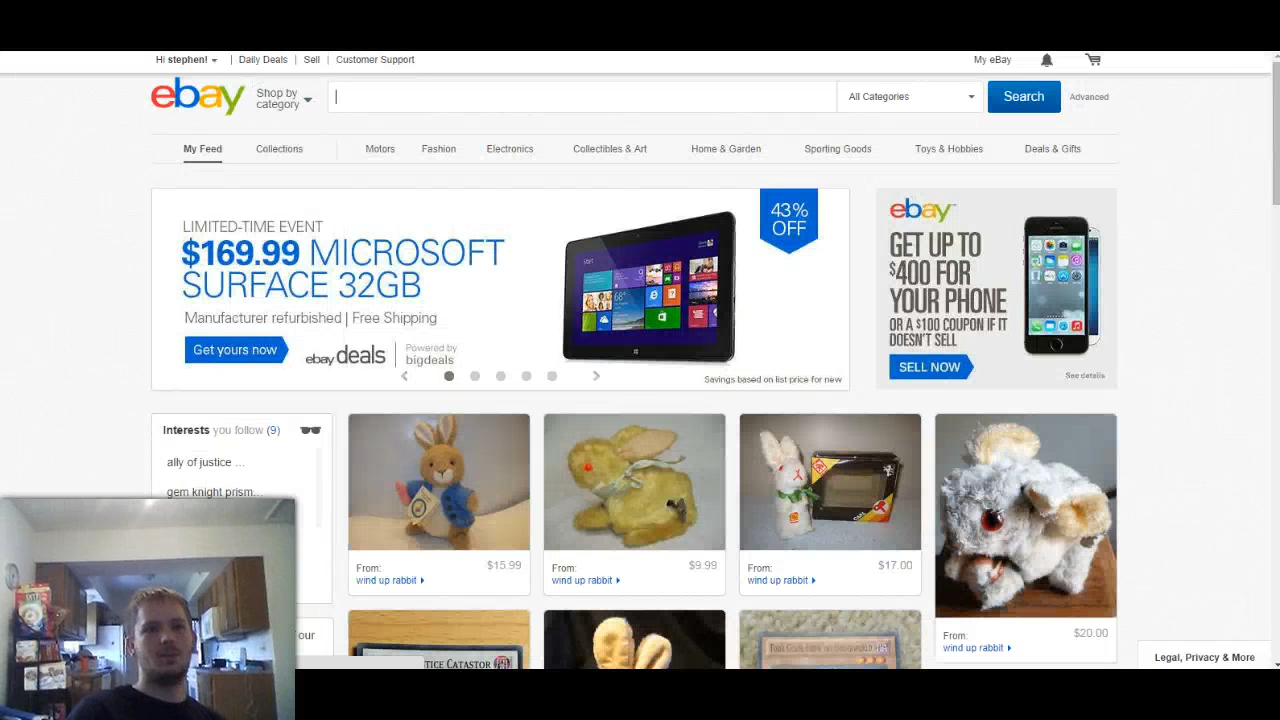 Hi stephen! Daily Deals Sell Customer Support My eBay
ebay Shop by category All Categories Search Advanced
My Feed Collections Motors Fashion Electronics Collectibles & Art Home & Garden Sporting Goods Toys & Hobbies Deals & Gifts
LIMITED-TIME EVENT
$169.99 MICROSOFT
SURFACE 32GB
Manufacturer refurbished | Free Shipping
Get yours now
ebay deals
Powered by
bigdeals
43%
OFF
Savings based on list price for new
ebay
GET UP TO
$400 FOR
YOUR PHONE
OR A $100 COUPON IF IT
DOESN'T SELL
SELL NOW
See details
Interests you follow (9)
ally of justice ...
gem knight prism...
our
From: $15.99
wind up rabbit
From: $9.99
wind up rabbit
From: $17.00
wind up rabbit
From: $20.00
wind up rabbit
TICE CATASTOR
Legal, Privacy & More